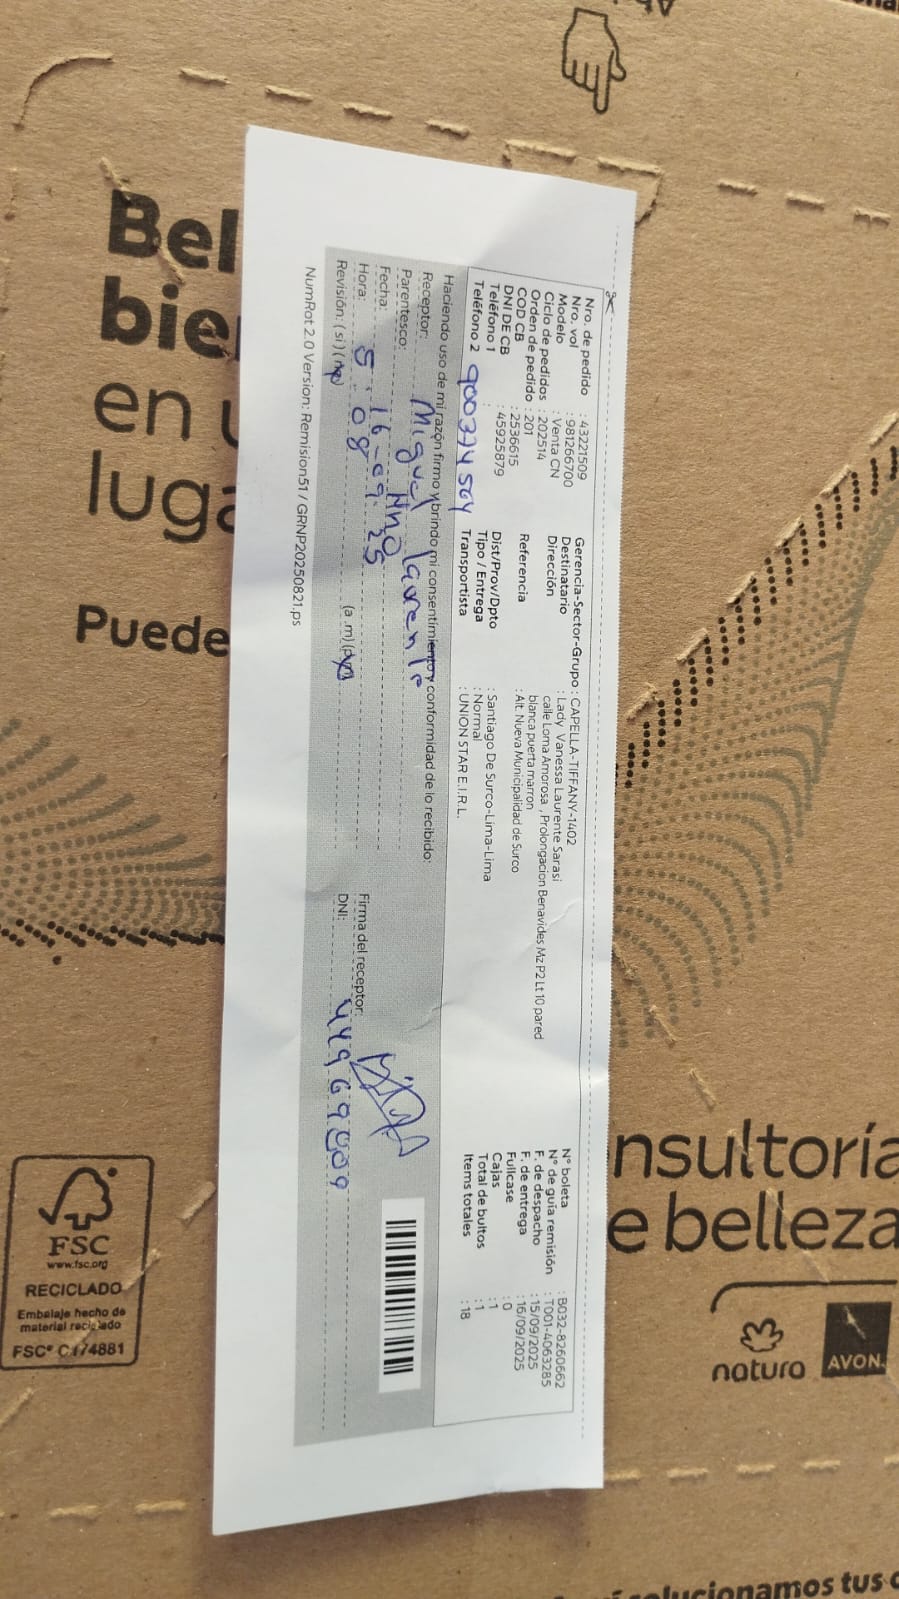 Bel
bie
en u
luga
Puede
Nro. de pedido : 43221509
Nro. vol : 981266700
Modelo : Venta CN
Ciclo de pedidos : 202514
Orden de pedido : 201
COD CB : 2536615
DNI DE CB : 45925879
Teléfono 1 :
Teléfono 2 900374504
Gerencia-Sector-Grupo : CAPELLA-TIFFANY-1402
Destinatario : Lady Vanessa Laurente Sarasi
Dirección : calle Loma Amorosa , Prolongacion Benavides Mz P2 Lt 10 pared
blanca puerta marron
Referencia : Alt. Nueva Municipalidad de Surco
Dist/Prov/Dpto : Santiago De Surco-Lima-Lima
Tipo / Entrega : Normal
Transportista : UNION STAR E.I.R.L.
N° boleta : B032-8260662
N° de guía remisión : T001-4063285
F. de despacho : 15/09/2025
F. de entrega : 16/09/2025
Fullcase : 0
Cajas : 1
Total de bultos : 1
Items totales : 18
Haciendo uso de mi razón firmo y brindo mi consentimiento y conformidad de lo recibido:
Receptor: Miguel Laurente
Parentesco: HnO
Fecha: 16-09-25
Hora: 5:08 (a.m) (p.m)
Revisión: (si) (no)
Firma del receptor:
DNI: 44969809
NumRot 2.0 Version: Remision51 / GRNP20250821.ps
nsultoría
e belleza
natura
AVON
FSC
www.fsc.org
RECICLADO
Embalaje hecho de
material reciclado
FSC® C174881
solucionamos tus